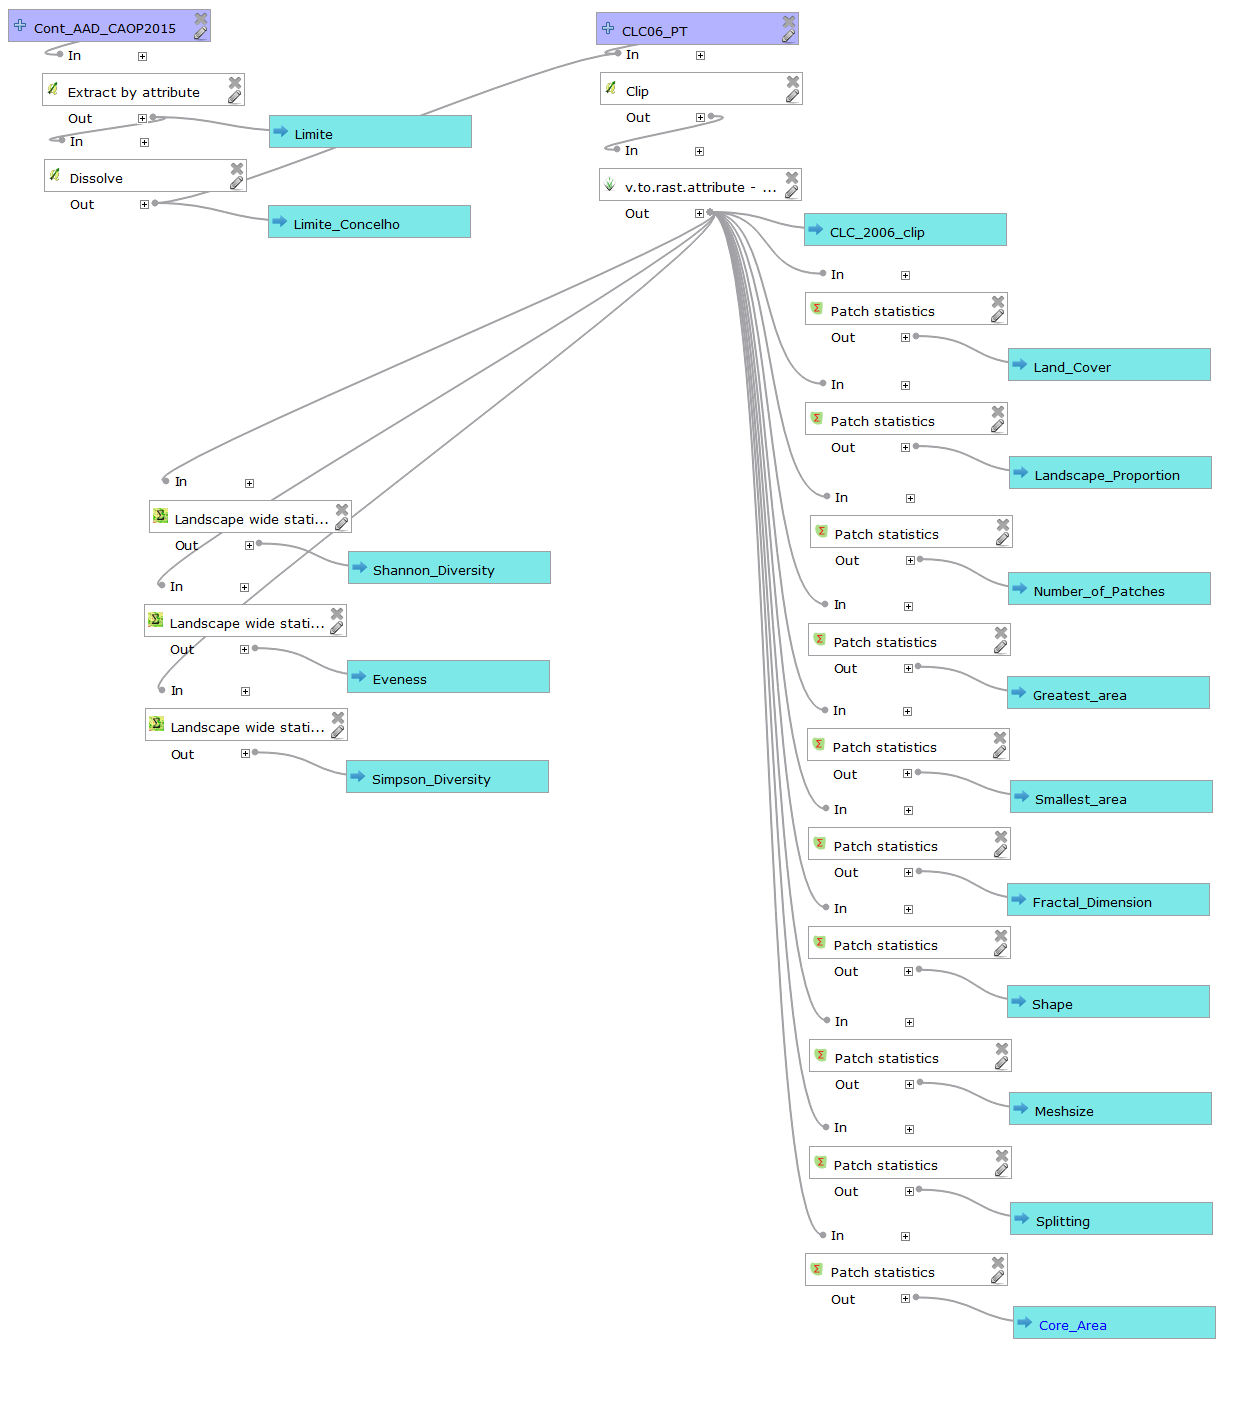 Cont_AAD_CAOP2015
In
Extract by attribute
Out
In
Limite
Dissolve
Out
Limite_Concelho
CLC06_PT
In
Clip
Out
In
v.to.rast.attribute - ...
Out
CLC_2006_clip
In
Patch statistics
Out
Land_Cover
In
Patch statistics
Out
Landscape_Proportion
In
Patch statistics
Out
Number_of_Patches
In
Patch statistics
Out
Greatest_area
In
Patch statistics
Out
Smallest_area
In
Patch statistics
Out
Fractal_Dimension
In
Patch statistics
Out
Shape
In
Patch statistics
Out
Meshsize
In
Patch statistics
Out
Splitting
In
Patch statistics
Out
Core_Area
In
Landscape wide stati...
Out
Shannon_Diversity
In
Landscape wide stati...
Out
Eveness
In
Landscape wide stati...
Out
Simpson_Diversity